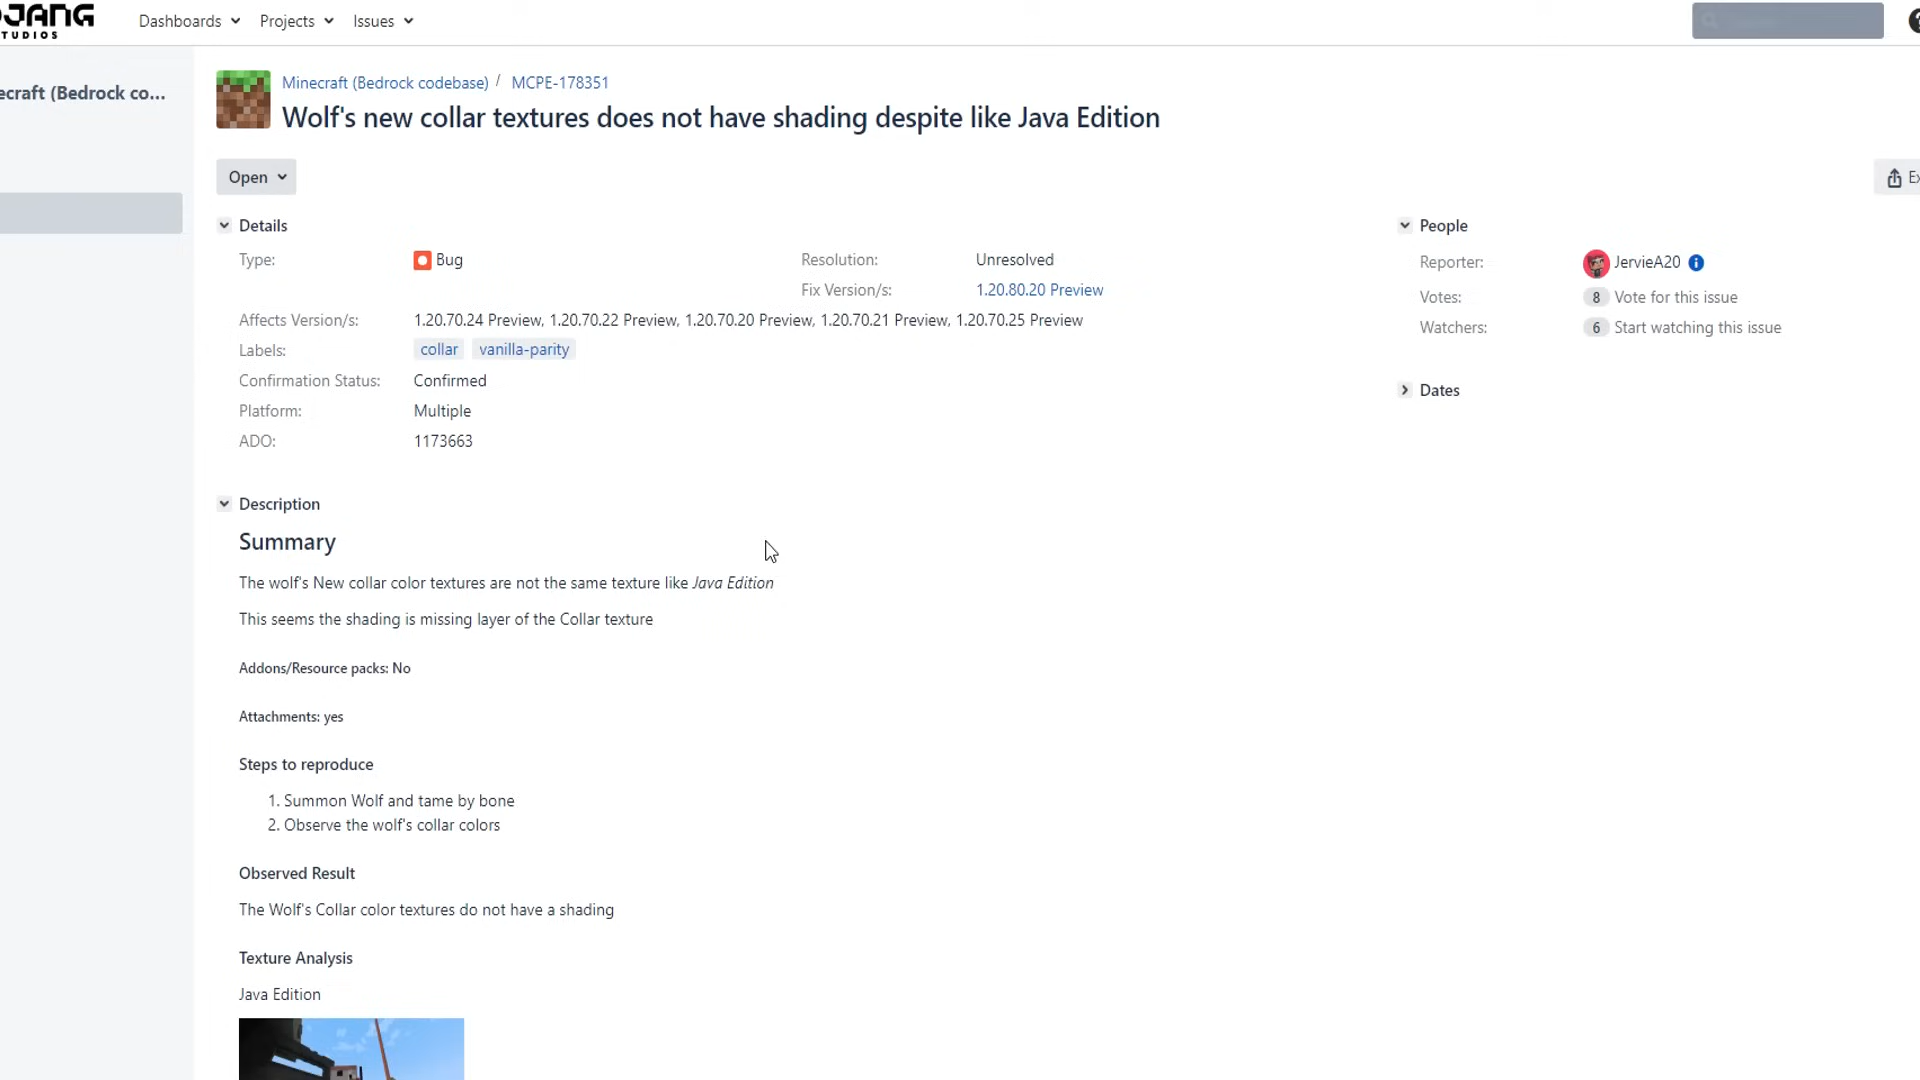 OJANG
TUDIOS
Dashboards Projects Issues
ecraft (Bedrock co...
Minecraft (Bedrock codebase) / MCPE-178351
Wolf's new collar textures does not have shading despite like Java Edition
Open
Ex
Details
Type: Bug
Resolution: Unresolved
Fix Version/s: 1.20.80.20 Preview
Affects Version/s: 1.20.70.24 Preview, 1.20.70.22 Preview, 1.20.70.20 Preview, 1.20.70.21 Preview, 1.20.70.25 Preview
Labels: collar vanilla-parity
Confirmation Status: Confirmed
Platform: Multiple
ADO: 1173663
People
Reporter: JervieA20
Votes: 8 Vote for this issue
Watchers: 6 Start watching this issue
Dates
Description
Summary
The wolf's New collar color textures are not the same texture like Java Edition
This seems the shading is missing layer of the Collar texture
Addons/Resource packs: No
Attachments: yes
Steps to reproduce
1. Summon Wolf and tame by bone
2. Observe the wolf's collar colors
Observed Result
The Wolf's Collar color textures do not have a shading
Texture Analysis
Java Edition